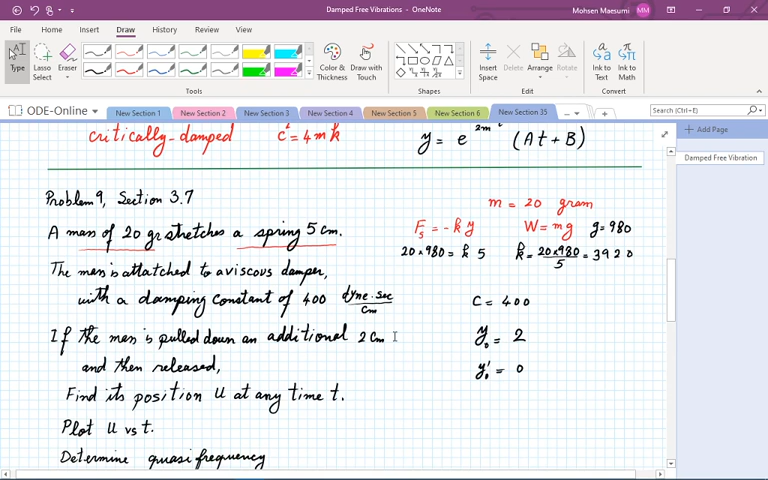 Damped Free Vibrations - OneNote
Mohsen Maesumi
MM
File
Home
Insert
Draw
History
Review
View
Type
Lasso Select
Eraser
Color & Thickness
Draw with Touch
Insert Space
Delete
Arrange
Rotate
Ink to Text
Ink to Math
Tools
Shapes
Edit
Convert
ODE-Online
New Section 1
New Section 2
New Section 3
New Section 4
New Section 5
New Section 6
New Section 35
Search (Ctrl+E)
Add Page
Damped Free Vibration
critically-damped c² = 4mk
y = e (At + B)
Problem 9, Section 3.7
m = 20 gram
A mass of 20 gr stretches a spring 5 cm.
Fs = -k y W = mg g = 980
20×980 = k 5 k = 20×980/5 = 3920
The mass is attatched to a viscous damper,
with a damping constant of 400 dyne.sec/cm
c = 400
If the mass is pulled down an additional 2 cm
y₀ = 2
and then released,
y₀' = 0
Find its position u at any time t.
Plot u vs t.
Determine quasi frequency